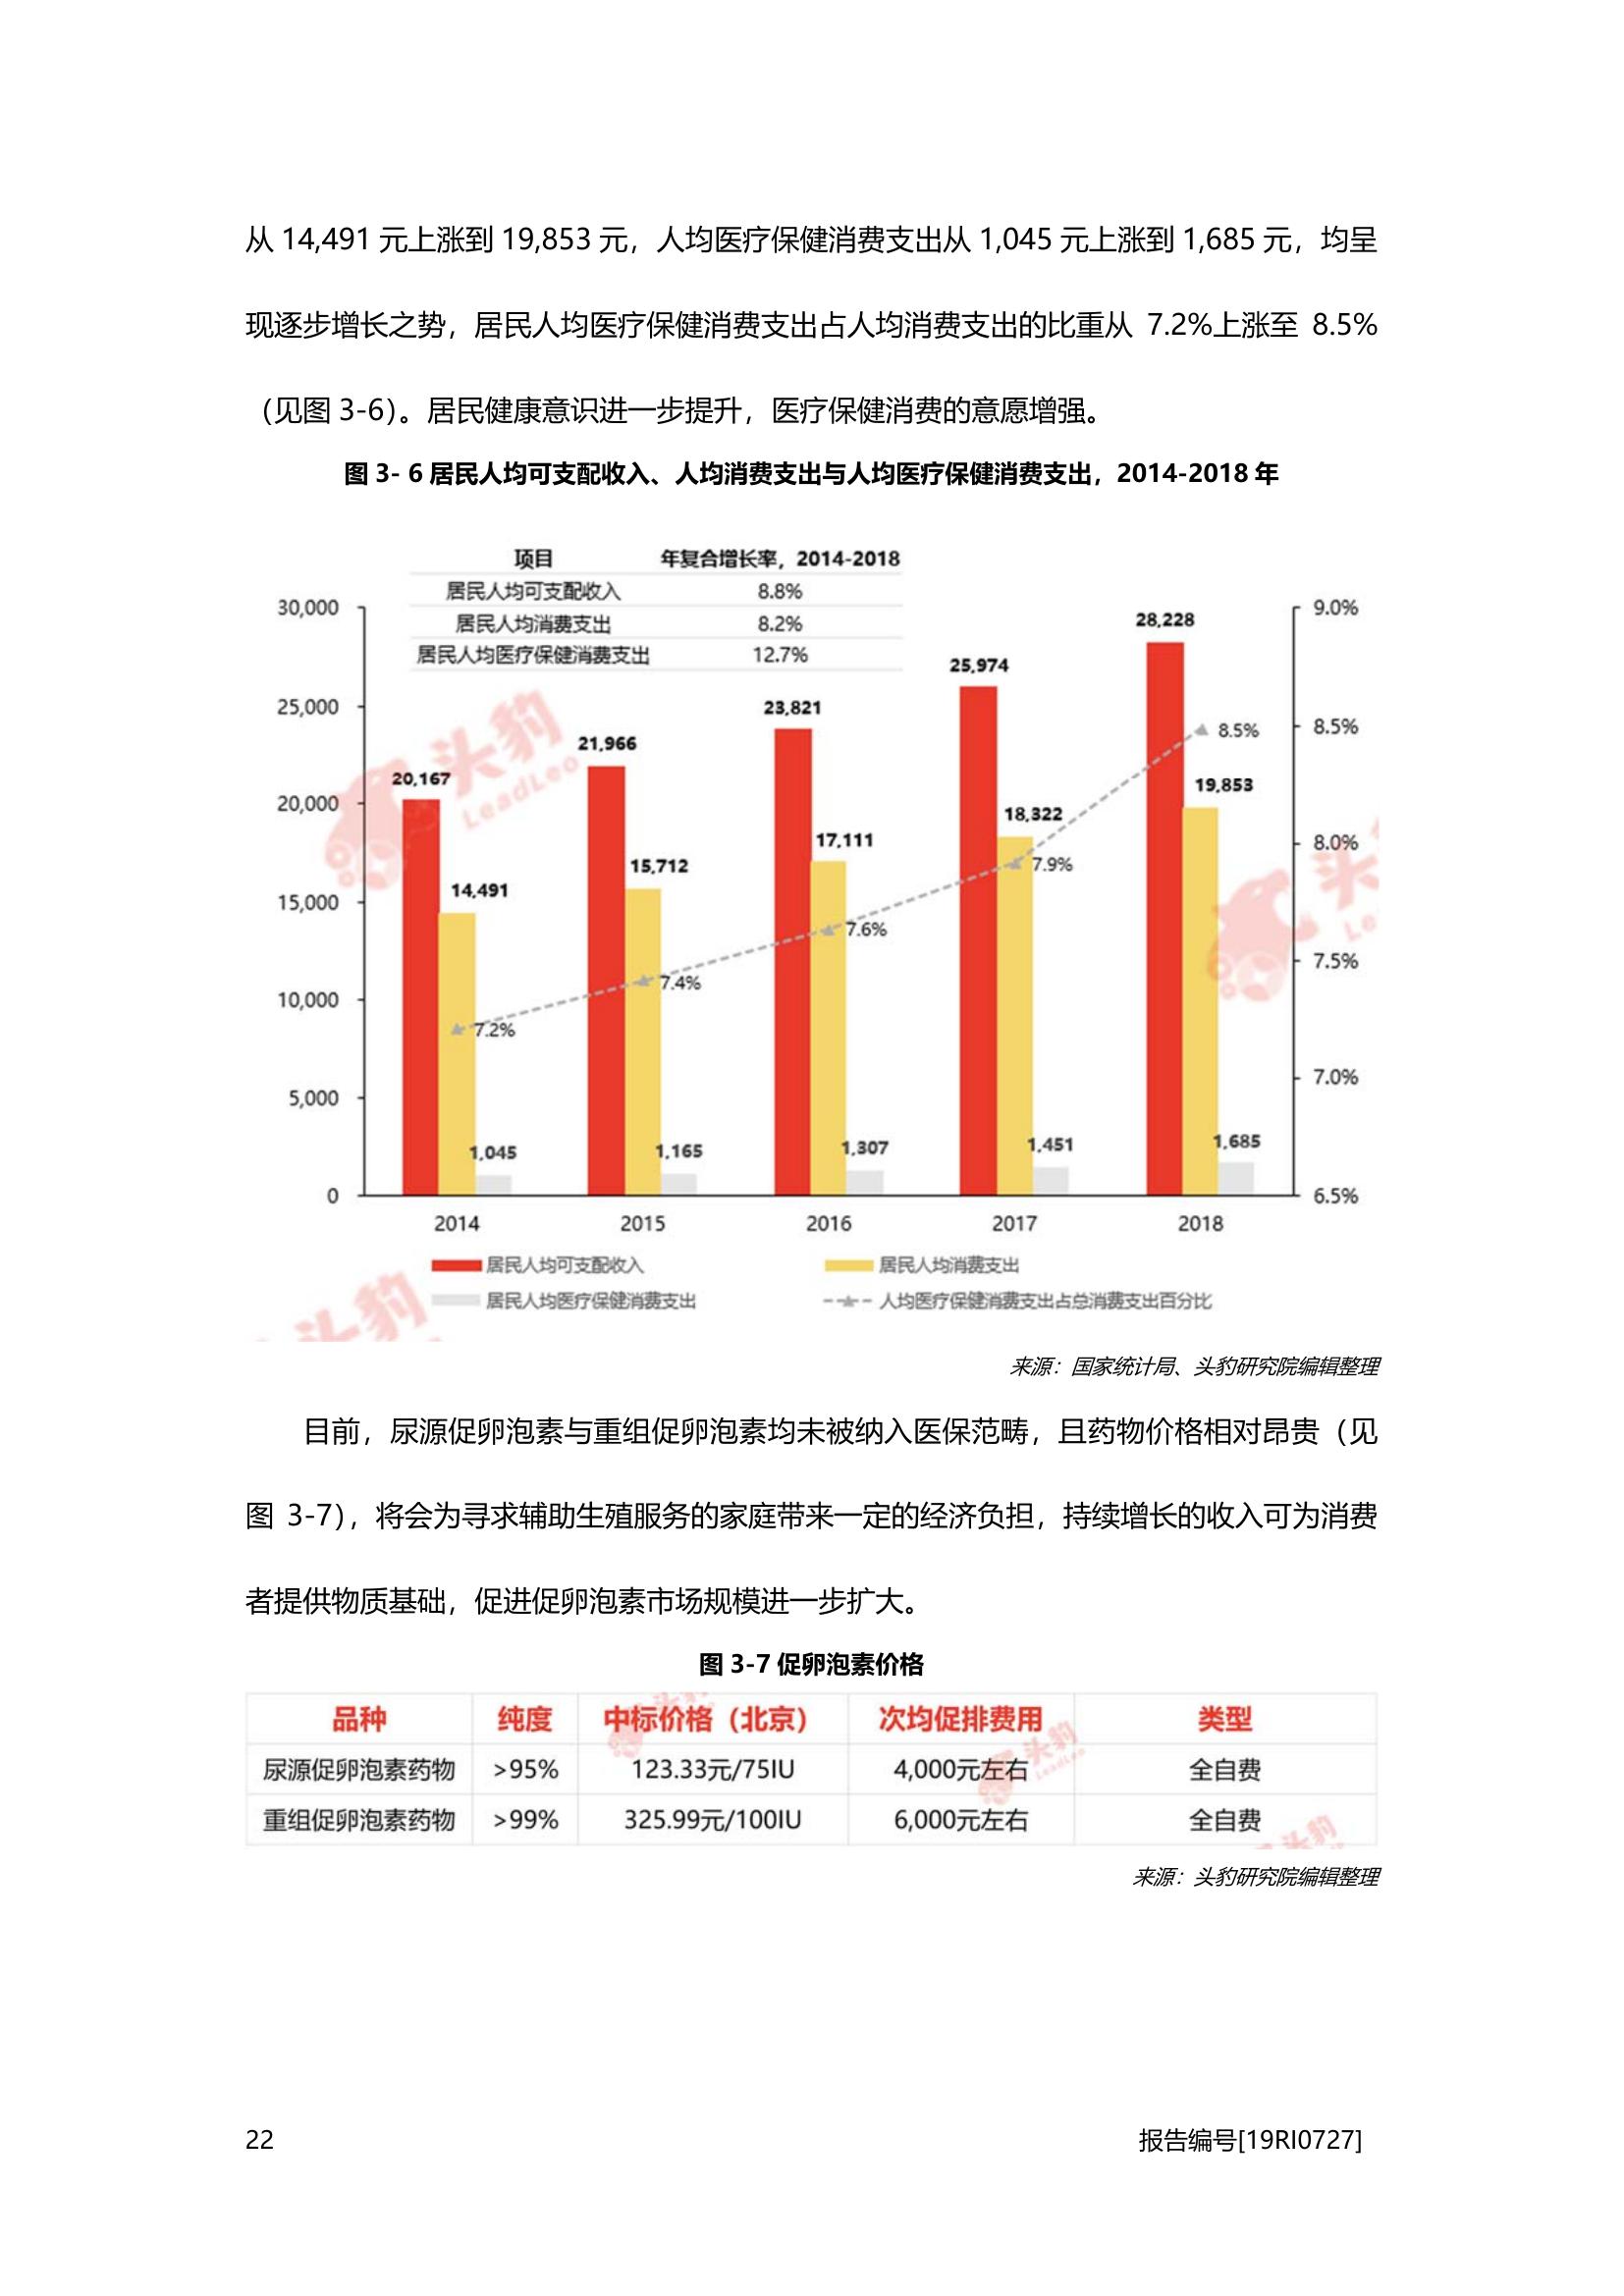 从 14,491 元上涨到 19,853 元，人均医疗保健消费支出从 1,045 元上涨到 1,685 元，均呈
现逐步增长之势，居民人均医疗保健消费支出占人均消费支出的比重从 7.2%上涨至 8.5%
（见图 3-6）。居民健康意识进一步提升，医疗保健消费的意愿增强。
图 3- 6 居民人均可支配收入、人均消费支出与人均医疗保健消费支出，2014-2018 年
项目 年复合增长率，2014-2018
居民人均可支配收入 8.8%
居民人均消费支出 8.2%
居民人均医疗保健消费支出 12.7%
30,000
25,000
20,000
15,000
10,000
5,000
0
9.0%
8.5%
8.0%
7.5%
7.0%
6.5%
20,167
14,491
1,045
7.2%
21,966
15,712
1,165
7.4%
23,821
17,111
1,307
7.6%
25,974
18,322
1,451
7.9%
28,228
19,853
1,685
8.5%
2014 2015 2016 2017 2018
居民人均可支配收入 居民人均消费支出
居民人均医疗保健消费支出 人均医疗保健消费支出占总消费支出百分比
头豹
LeadLeo
头
Le
头豹
来源：国家统计局、头豹研究院编辑整理
目前，尿源促卵泡素与重组促卵泡素均未被纳入医保范畴，且药物价格相对昂贵（见
图 3-7），将会为寻求辅助生殖服务的家庭带来一定的经济负担，持续增长的收入可为消费
者提供物质基础，促进促卵泡素市场规模进一步扩大。
图 3-7 促卵泡素价格
品种 纯度 中标价格（北京） 次均促排费用 类型
尿源促卵泡素药物 >95% 123.33元/75IU 4,000元左右 全自费
重组促卵泡素药物 >99% 325.99元/100IU 6,000元左右 全自费
头豹
LeadLeo
头豹
来源：头豹研究院编辑整理
22 报告编号[19RI0727]